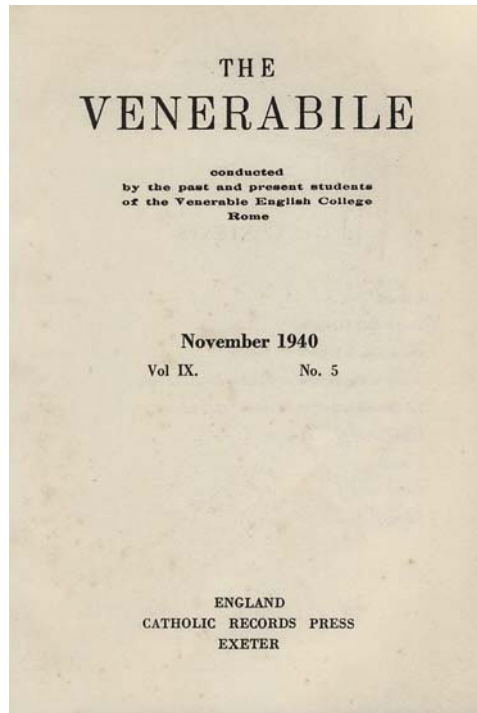 THE
VENERABILE
conducted
by the past and present students
of the Venerable English College
Rome
November 1940
Vol IX. No. 5
ENGLAND
CATHOLIC RECORDS PRESS
EXETER